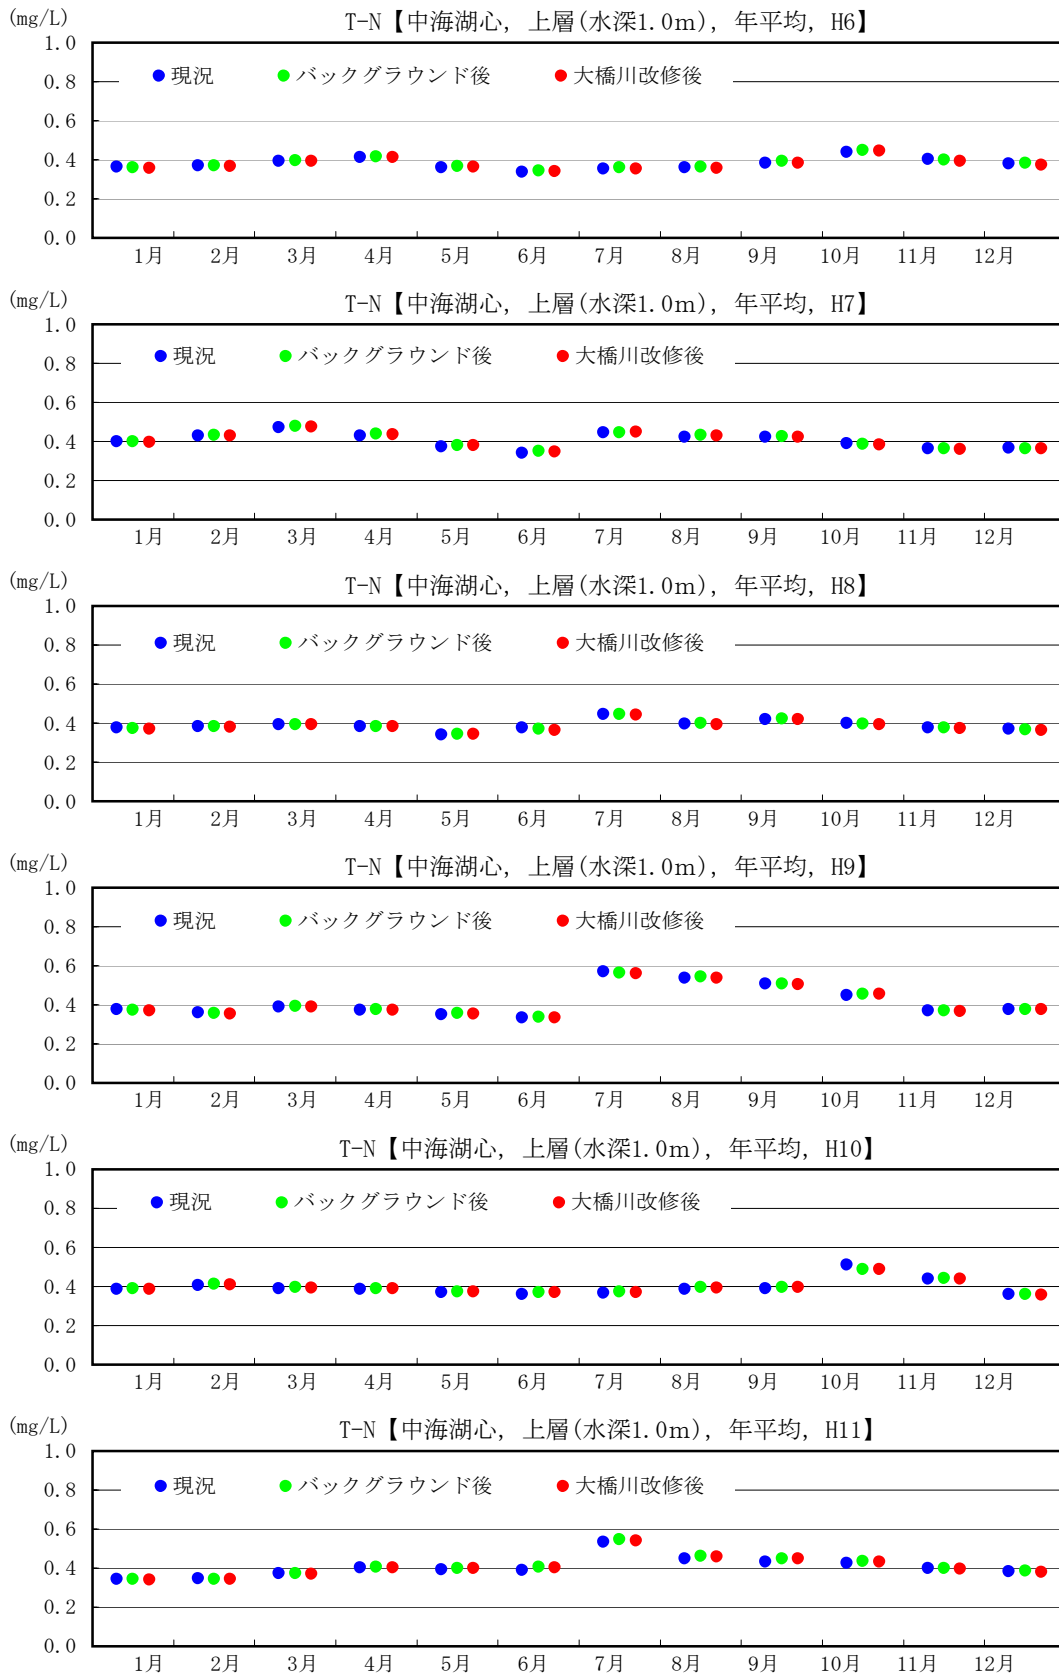 (mg/L) T-N【中海湖心, 上層(水深1.0m), 年平均, H6】
1.0
● 現況 ● バックグラウンド後 ● 大橋川改修後
0.8
0.6
0.4
0.2
0.0
1月 2月 3月 4月 5月 6月 7月 8月 9月 10月 11月 12月
(mg/L) T-N【中海湖心, 上層(水深1.0m), 年平均, H7】
1.0
● 現況 ● バックグラウンド後 ● 大橋川改修後
0.8
0.6
0.4
0.2
0.0
1月 2月 3月 4月 5月 6月 7月 8月 9月 10月 11月 12月
(mg/L) T-N【中海湖心, 上層(水深1.0m), 年平均, H8】
1.0
● 現況 ● バックグラウンド後 ● 大橋川改修後
0.8
0.6
0.4
0.2
0.0
1月 2月 3月 4月 5月 6月 7月 8月 9月 10月 11月 12月
(mg/L) T-N【中海湖心, 上層(水深1.0m), 年平均, H9】
1.0
● 現況 ● バックグラウンド後 ● 大橋川改修後
0.8
0.6
0.4
0.2
0.0
1月 2月 3月 4月 5月 6月 7月 8月 9月 10月 11月 12月
(mg/L) T-N【中海湖心, 上層(水深1.0m), 年平均, H10】
1.0
● 現況 ● バックグラウンド後 ● 大橋川改修後
0.8
0.6
0.4
0.2
0.0
1月 2月 3月 4月 5月 6月 7月 8月 9月 10月 11月 12月
(mg/L) T-N【中海湖心, 上層(水深1.0m), 年平均, H11】
1.0
● 現況 ● バックグラウンド後 ● 大橋川改修後
0.8
0.6
0.4
0.2
0.0
1月 2月 3月 4月 5月 6月 7月 8月 9月 10月 11月 12月